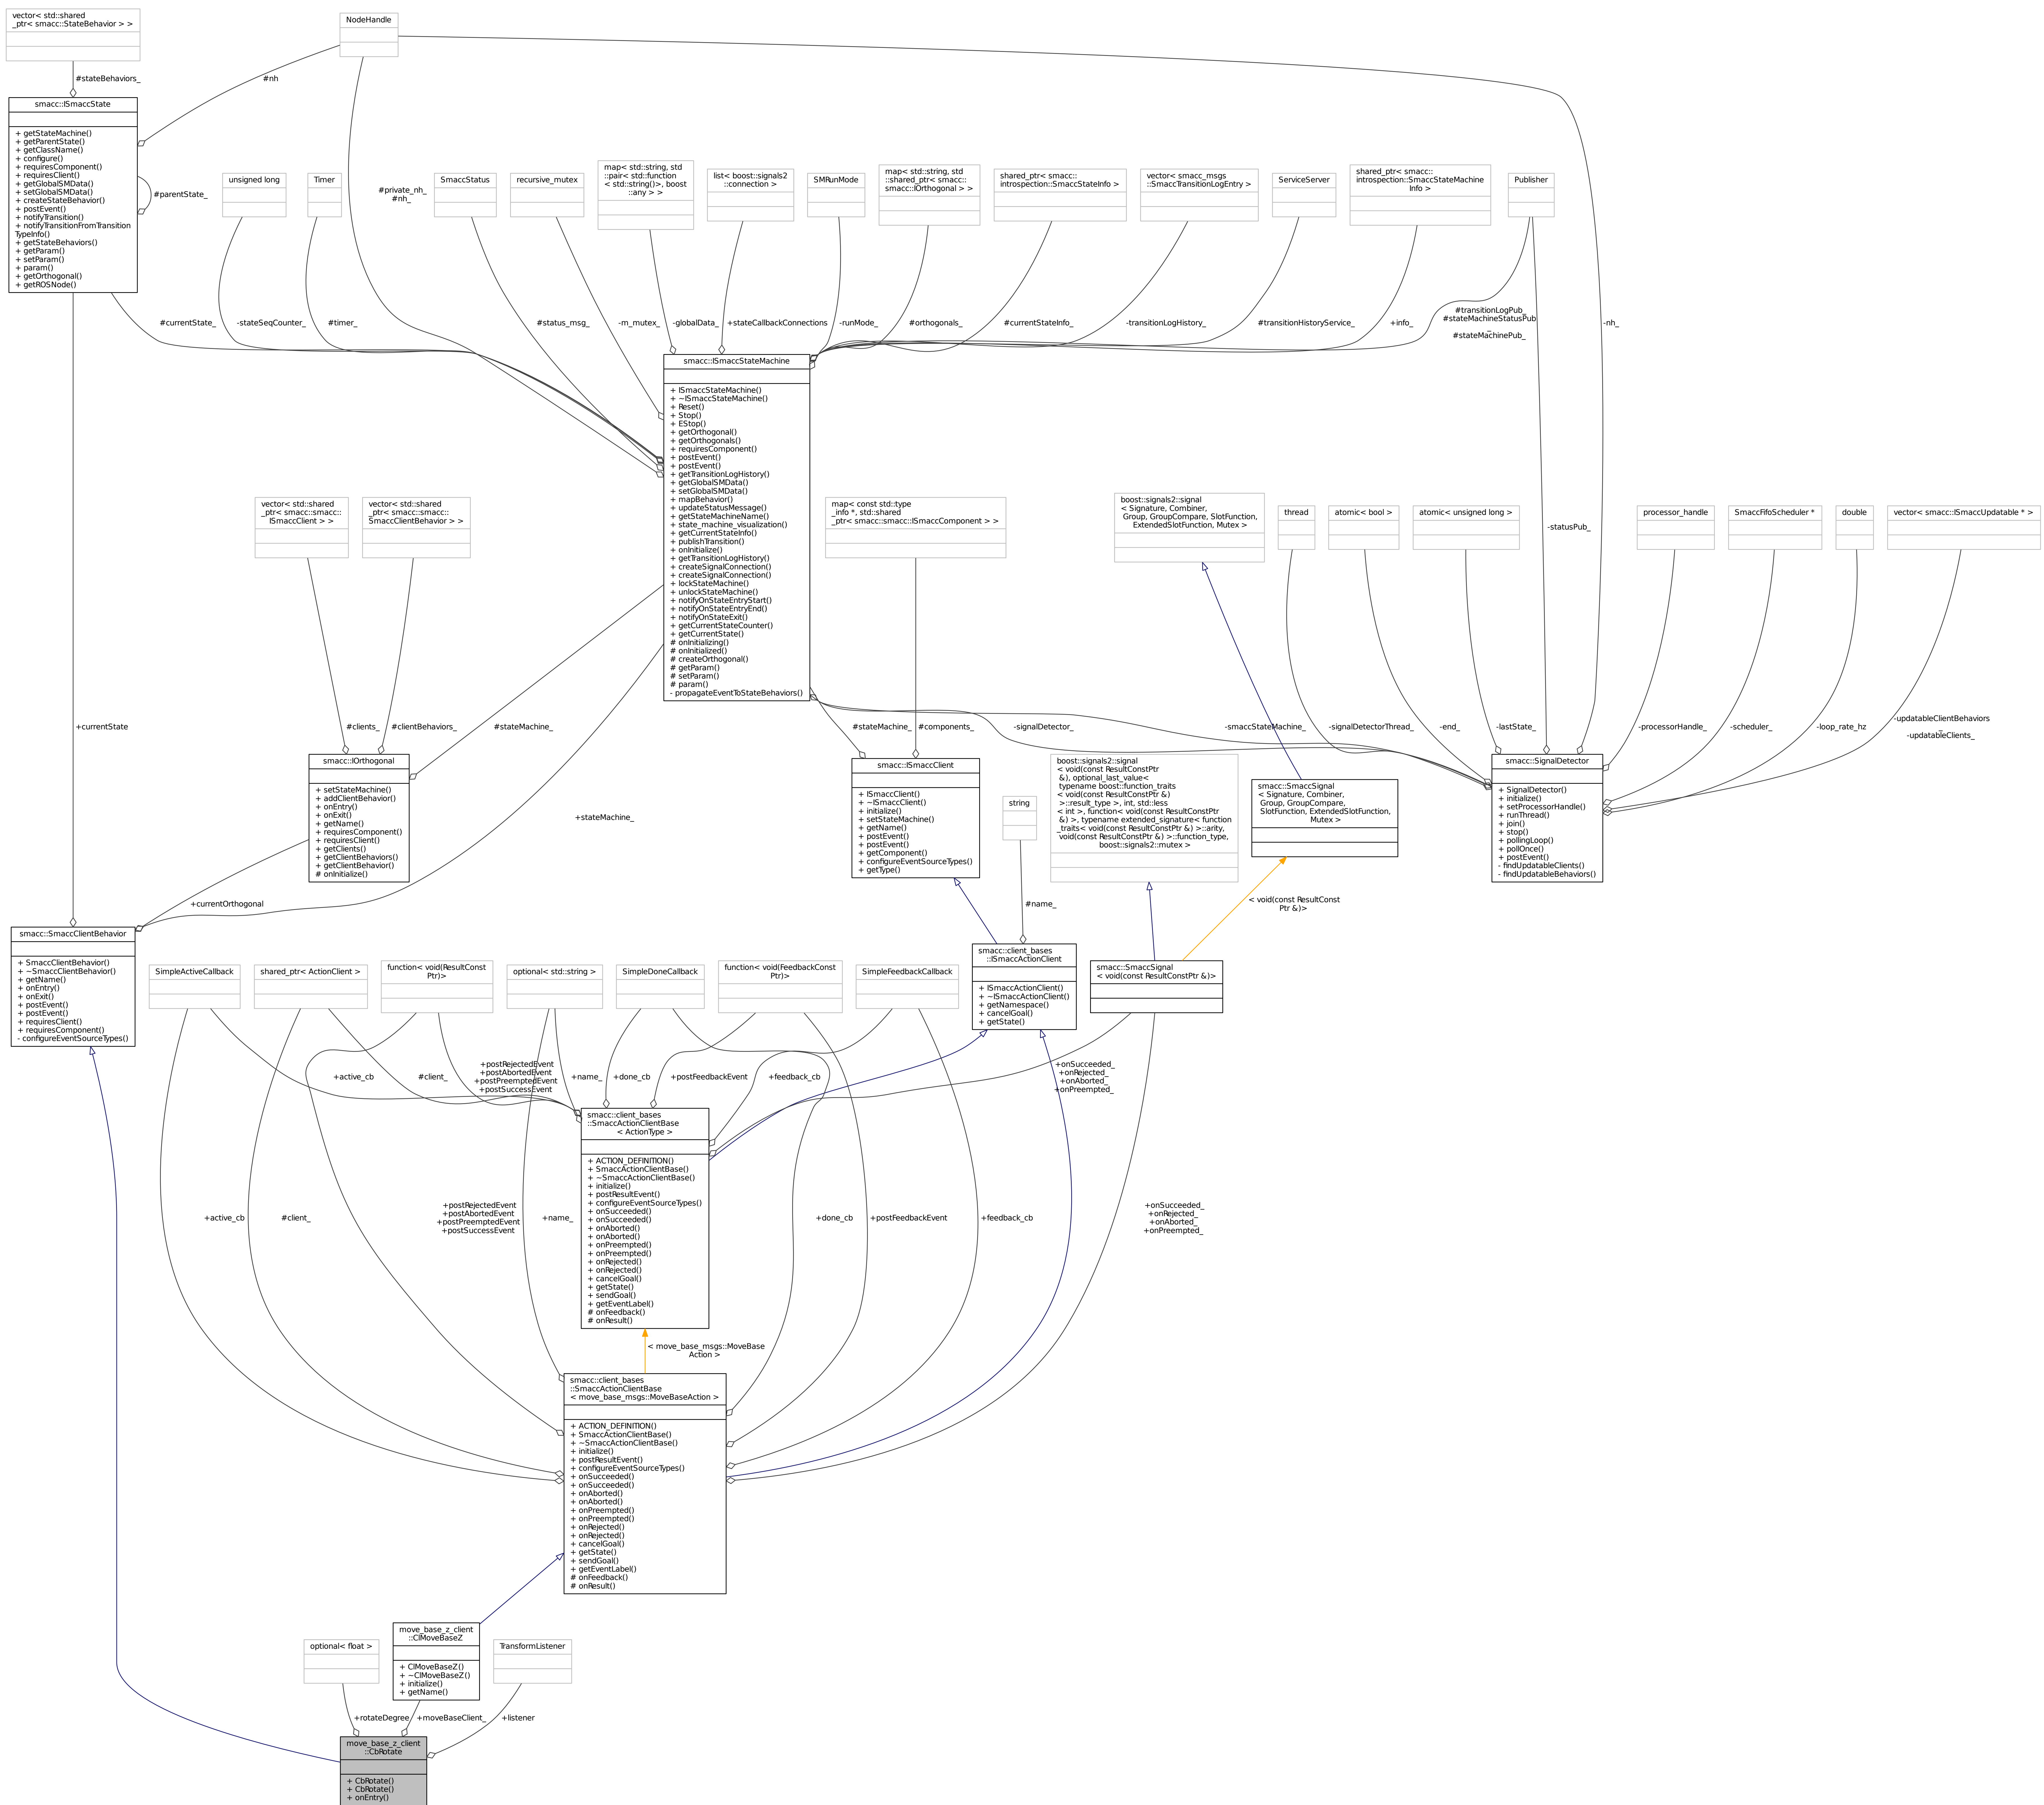 vector< std::shared
_ptr< smacc::StateBehavior > >
NodeHandle
#stateBehaviors_
#nh
smacc::ISmaccState
+ getStateMachine()
+ getParentState()
+ getClassName()
+ configure()
+ requiresComponent()
+ requiresClient()
+ getGlobalSMData()
+ setGlobalSMData()
+ createStateBehavior()
+ postEvent()
+ notifyTransition()
+ notifyTransitionFromTransition
TypeInfo()
+ getStateBehaviors()
+ getParam()
+ setParam()
+ param()
+ getOrthogonal()
+ getROSNode()
#parentState_
unsigned long
Timer
#private_nh_
#nh_
SmaccStatus
recursive_mutex
map< std::string, std
::pair< std::function
< std::string()>, boost
::any > >
list< boost::signals2
::connection >
SMRunMode
map< std::string, std
::shared_ptr< smacc::
smacc::IOrthogonal > >
shared_ptr< smacc::
introspection::SmaccStateInfo >
vector< smacc_msgs
::SmaccTransitionLogEntry >
ServiceServer
shared_ptr< smacc::
introspection::SmaccStateMachine
Info >
Publisher
#currentState_
-stateSeqCounter_
#timer_
#status_msg_
-m_mutex_
-globalData_
+stateCallbackConnections
-runMode_
#orthogonals_
#currentStateInfo_
-transitionLogHistory_
#transitionHistoryService_
+info_
#transitionLogPub_
#stateMachineStatusPub
_
#stateMachinePub_
-nh_
smacc::ISmaccStateMachine
+ ISmaccStateMachine()
+ ~ISmaccStateMachine()
+ Reset()
+ Stop()
+ EStop()
+ getOrthogonal()
+ getOrthogonals()
+ requiresComponent()
+ postEvent()
+ postEvent()
+ getTransitionLogHistory()
+ getGlobalSMData()
+ setGlobalSMData()
+ mapBehavior()
+ updateStatusMessage()
+ getStateMachineName()
+ state_machine_visualization()
+ getCurrentStateInfo()
+ publishTransition()
+ onInitialize()
+ getTransitionLogHistory()
+ createSignalConnection()
+ createSignalConnection()
+ lockStateMachine()
+ unlockStateMachine()
+ notifyOnStateEntryStart()
+ notifyOnStateEntryEnd()
+ notifyOnStateExit()
+ getCurrentStateCounter()
+ getCurrentState()
# onInitializing()
# onInitialized()
# createOrthogonal()
# getParam()
# setParam()
# param()
- propagateEventToStateBehaviors()
vector< std::shared
_ptr< smacc::smacc::
ISmaccClient > >
vector< std::shared
_ptr< smacc::smacc::
SmaccClientBehavior > >
map< const std::type
_info *, std::shared
_ptr< smacc::smacc::ISmaccComponent > >
boost::signals2::signal
< Signature, Combiner,
Group, GroupCompare, SlotFunction,
ExtendedSlotFunction, Mutex >
thread
atomic< bool >
atomic< unsigned long >
-statusPub_
processor_handle
SmaccFifoScheduler *
double
vector< smacc::ISmaccUpdatable * >
+currentState
#clients_
#clientBehaviors_
#stateMachine_
#stateMachine_
#components_
-signalDetector_
-smaccStateMachine_
-signalDetectorThread_
-end_
-lastState_
-processorHandle_
-scheduler_
-loop_rate_hz
-updatableClientBehaviors
_
-updatableClients_
smacc::IOrthogonal
+ setStateMachine()
+ addClientBehavior()
+ onEntry()
+ onExit()
+ getName()
+ requiresComponent()
+ requiresClient()
+ getClients()
+ getClientBehaviors()
+ getClientBehavior()
# onInitialize()
+stateMachine_
smacc::ISmaccClient
+ ISmaccClient()
+ ~ISmaccClient()
+ initialize()
+ setStateMachine()
+ getName()
+ postEvent()
+ postEvent()
+ getComponent()
+ configureEventSourceTypes()
+ getType()
string
boost::signals2::signal
< void(const ResultConstPtr
&), optional_last_value<
typename boost::function_traits
< void(const ResultConstPtr &)
>::result_type >, int, std::less
< int >, function< void(const ResultConstPtr
&) >, typename extended_signature< function
_traits< void(const ResultConstPtr &) >::arity,
void(const ResultConstPtr &) >::function_type,
boost::signals2::mutex >
smacc::SmaccSignal
< Signature, Combiner,
Group, GroupCompare,
SlotFunction, ExtendedSlotFunction,
Mutex >
smacc::SignalDetector
+ SignalDetector()
+ initialize()
+ setProcessorHandle()
+ runThread()
+ join()
+ stop()
+ pollingLoop()
+ pollOnce()
+ postEvent()
- findUpdatableClients()
- findUpdatableBehaviors()
+currentOrthogonal
#name_
< void(const ResultConst
Ptr &)>
smacc::SmaccClientBehavior
+ SmaccClientBehavior()
+ ~SmaccClientBehavior()
+ getName()
+ onEntry()
+ onExit()
+ postEvent()
+ postEvent()
+ requiresClient()
+ requiresComponent()
- configureEventSourceTypes()
SimpleActiveCallback
shared_ptr< ActionClient >
function< void(ResultConst
Ptr)>
optional< std::string >
SimpleDoneCallback
function< void(FeedbackConst
Ptr)>
SimpleFeedbackCallback
smacc::client_bases
::ISmaccActionClient
+ ISmaccActionClient()
+ ~ISmaccActionClient()
+ getNamespace()
+ cancelGoal()
+ getState()
smacc::SmaccSignal
< void(const ResultConstPtr &)>
+active_cb
#client_
+postRejectedEvent
+postAbortedEvent
+postPreemptedEvent
+postSuccessEvent
+name_
+done_cb
+postFeedbackEvent
+feedback_cb
+onSucceeded_
+onRejected_
+onAborted_
+onPreempted_
smacc::client_bases
::SmaccActionClientBase
< ActionType >
+ ACTION_DEFINITION()
+ SmaccActionClientBase()
+ ~SmaccActionClientBase()
+ initialize()
+ postResultEvent()
+ configureEventSourceTypes()
+ onSucceeded()
+ onSucceeded()
+ onAborted()
+ onAborted()
+ onPreempted()
+ onPreempted()
+ onRejected()
+ onRejected()
+ cancelGoal()
+ getState()
+ sendGoal()
+ getEventLabel()
# onFeedback()
# onResult()
+active_cb
#client_
+postRejectedEvent
+postAbortedEvent
+postPreemptedEvent
+postSuccessEvent
+name_
+done_cb
+postFeedbackEvent
+feedback_cb
+onSucceeded_
+onRejected_
+onAborted_
+onPreempted_
< move_base_msgs::MoveBase
Action >
smacc::client_bases
::SmaccActionClientBase
< move_base_msgs::MoveBaseAction >
+ ACTION_DEFINITION()
+ SmaccActionClientBase()
+ ~SmaccActionClientBase()
+ initialize()
+ postResultEvent()
+ configureEventSourceTypes()
+ onSucceeded()
+ onSucceeded()
+ onAborted()
+ onAborted()
+ onPreempted()
+ onPreempted()
+ onRejected()
+ onRejected()
+ cancelGoal()
+ getState()
+ sendGoal()
+ getEventLabel()
# onFeedback()
# onResult()
optional< float >
move_base_z_client
::ClMoveBaseZ
+ ClMoveBaseZ()
+ ~ClMoveBaseZ()
+ initialize()
+ getName()
TransformListener
+rotateDegree
+moveBaseClient_
+listener
move_base_z_client
::CbRotate
+ CbRotate()
+ CbRotate()
+ onEntry()